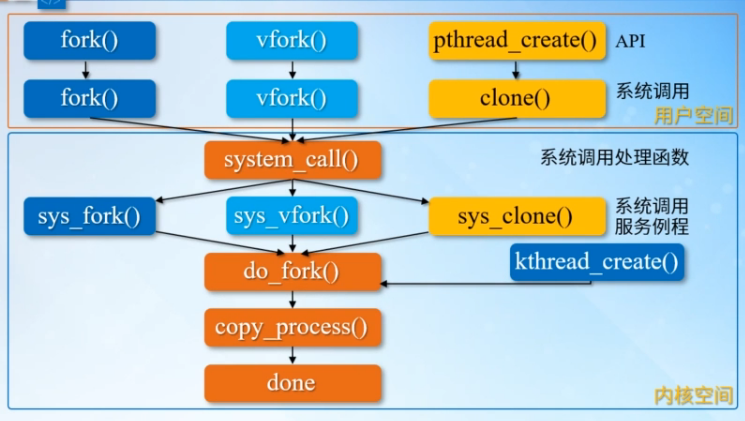 fork()
vfork()
pthread_create()
API
fork()
vfork()
clone()
系统调用
用户空间
system_call()
系统调用处理函数
sys_fork()
sys_vfork()
sys_clone()
系统调用
服务例程
do_fork()
kthread_create()
copy_process()
done
内核空间